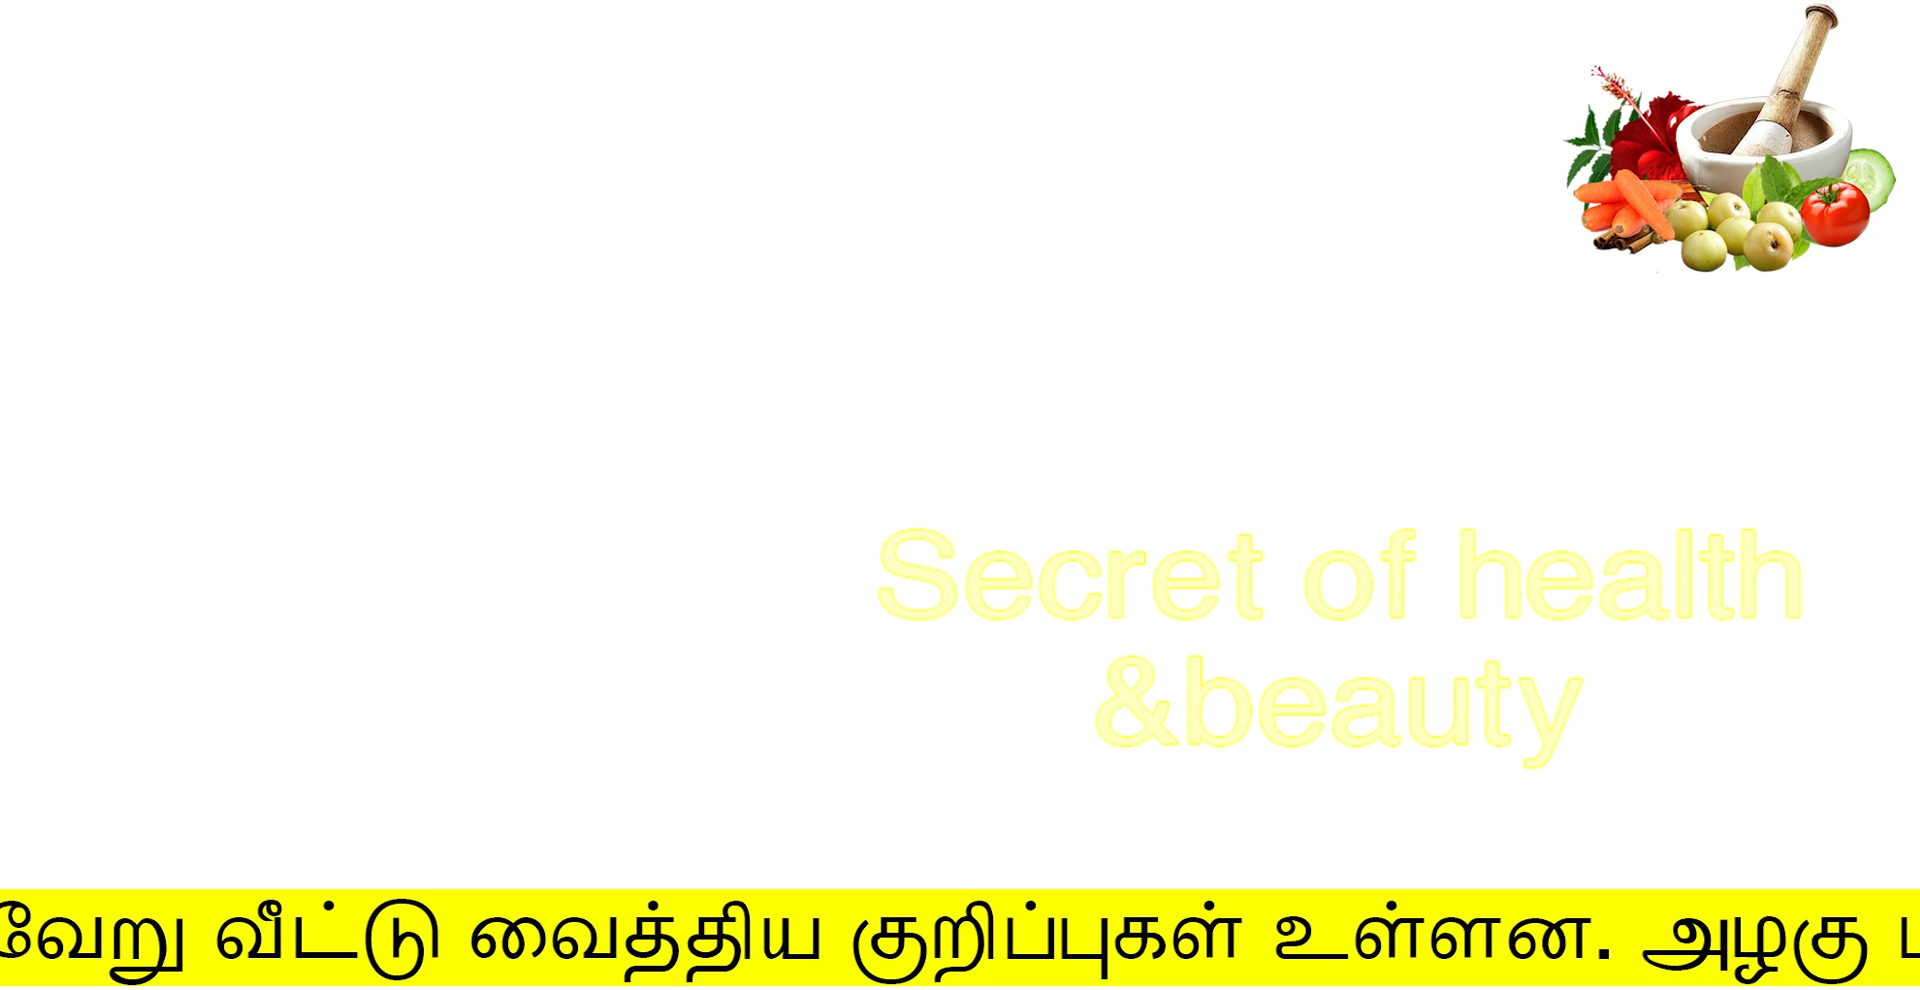 Secret of health
&beauty
வேறு வீட்டு வைத்திய குறிப்புகள் உள்ளன. அழகு